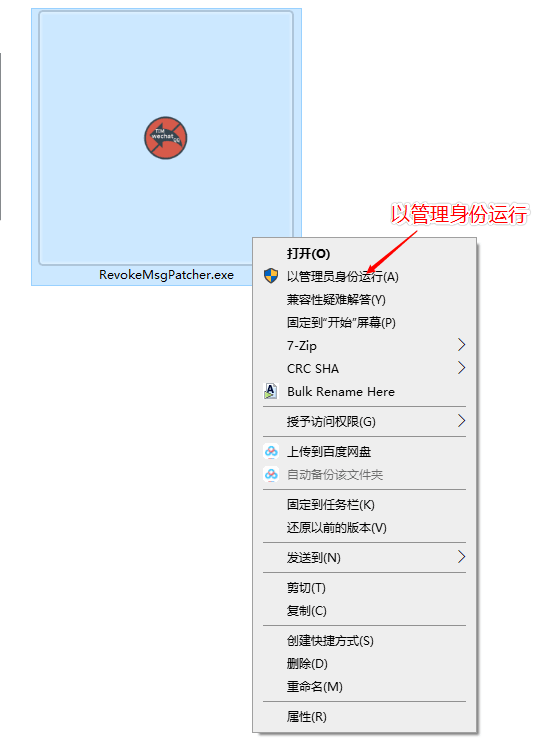 TIM
wechat
QQ
RevokeMsgPatcher.exe
以管理身份运行
打开(O)
以管理员身份运行(A)
兼容性疑难解答(Y)
固定到“开始”屏幕(P)
7-Zip
CRC SHA
Bulk Rename Here
授予访问权限(G)
上传到百度网盘
自动备份该文件夹
固定到任务栏(K)
还原以前的版本(V)
发送到(N)
剪切(T)
复制(C)
创建快捷方式(S)
删除(D)
重命名(M)
属性(R)